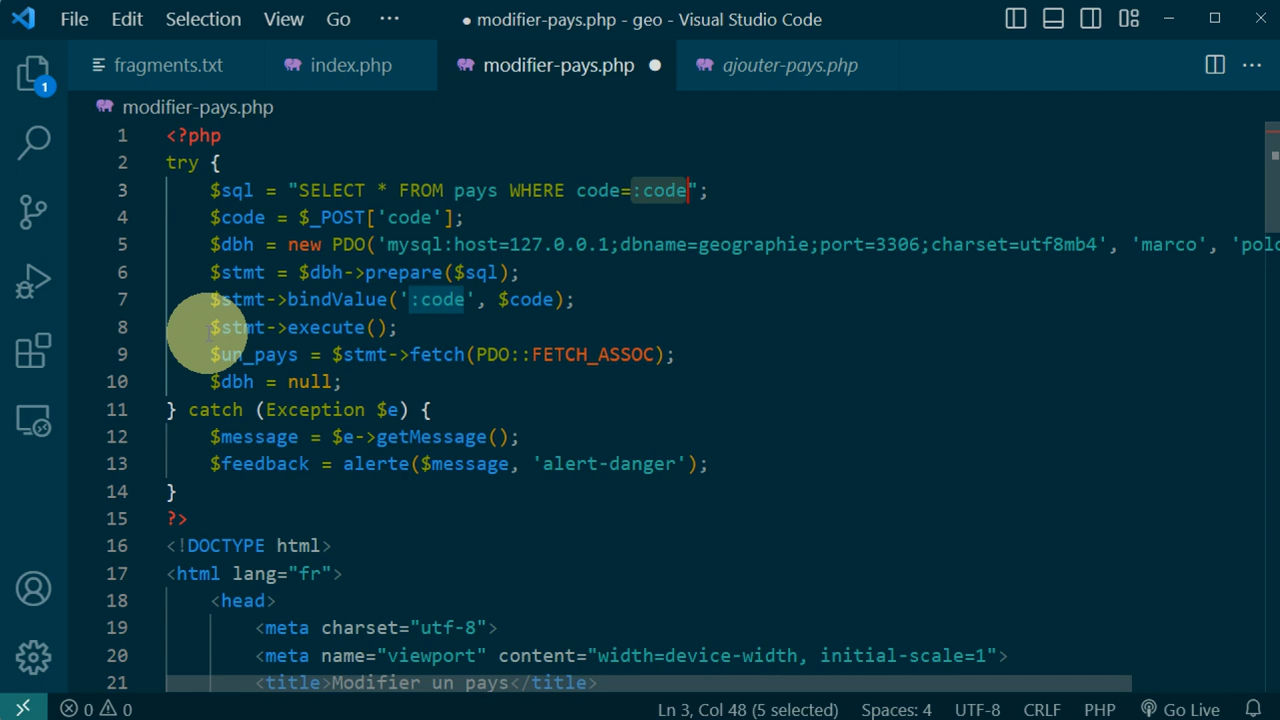 File Edit Selection View Go ··· ● modifier-pays.php - geo - Visual Studio Code
fragments.txt index.php modifier-pays.php ● ajouter-pays.php ···
1
modifier-pays.php
1 <?php
2 try {
3 $sql = "SELECT * FROM pays WHERE code=:code";
4 $code = $_POST['code'];
5 $dbh = new PDO('mysql:host=127.0.0.1;dbname=geographie;port=3306;charset=utf8mb4', 'marco', 'polo
6 $stmt = $dbh->prepare($sql);
7 $stmt->bindValue(':code', $code);
8 $stmt->execute();
9 $un_pays = $stmt->fetch(PDO::FETCH_ASSOC);
10 $dbh = null;
11 } catch (Exception $e) {
12 $message = $e->getMessage();
13 $feedback = alerte($message, 'alert-danger');
14 }
15 ?>
16 <!DOCTYPE html>
17 <html lang="fr">
18 <head>
19 <meta charset="utf-8">
20 <meta name="viewport" content="width=device-width, initial-scale=1">
21 <title>Modifier un pays</title>
0 0 Ln 3, Col 48 (5 selected) Spaces: 4 UTF-8 CRLF PHP Go Live